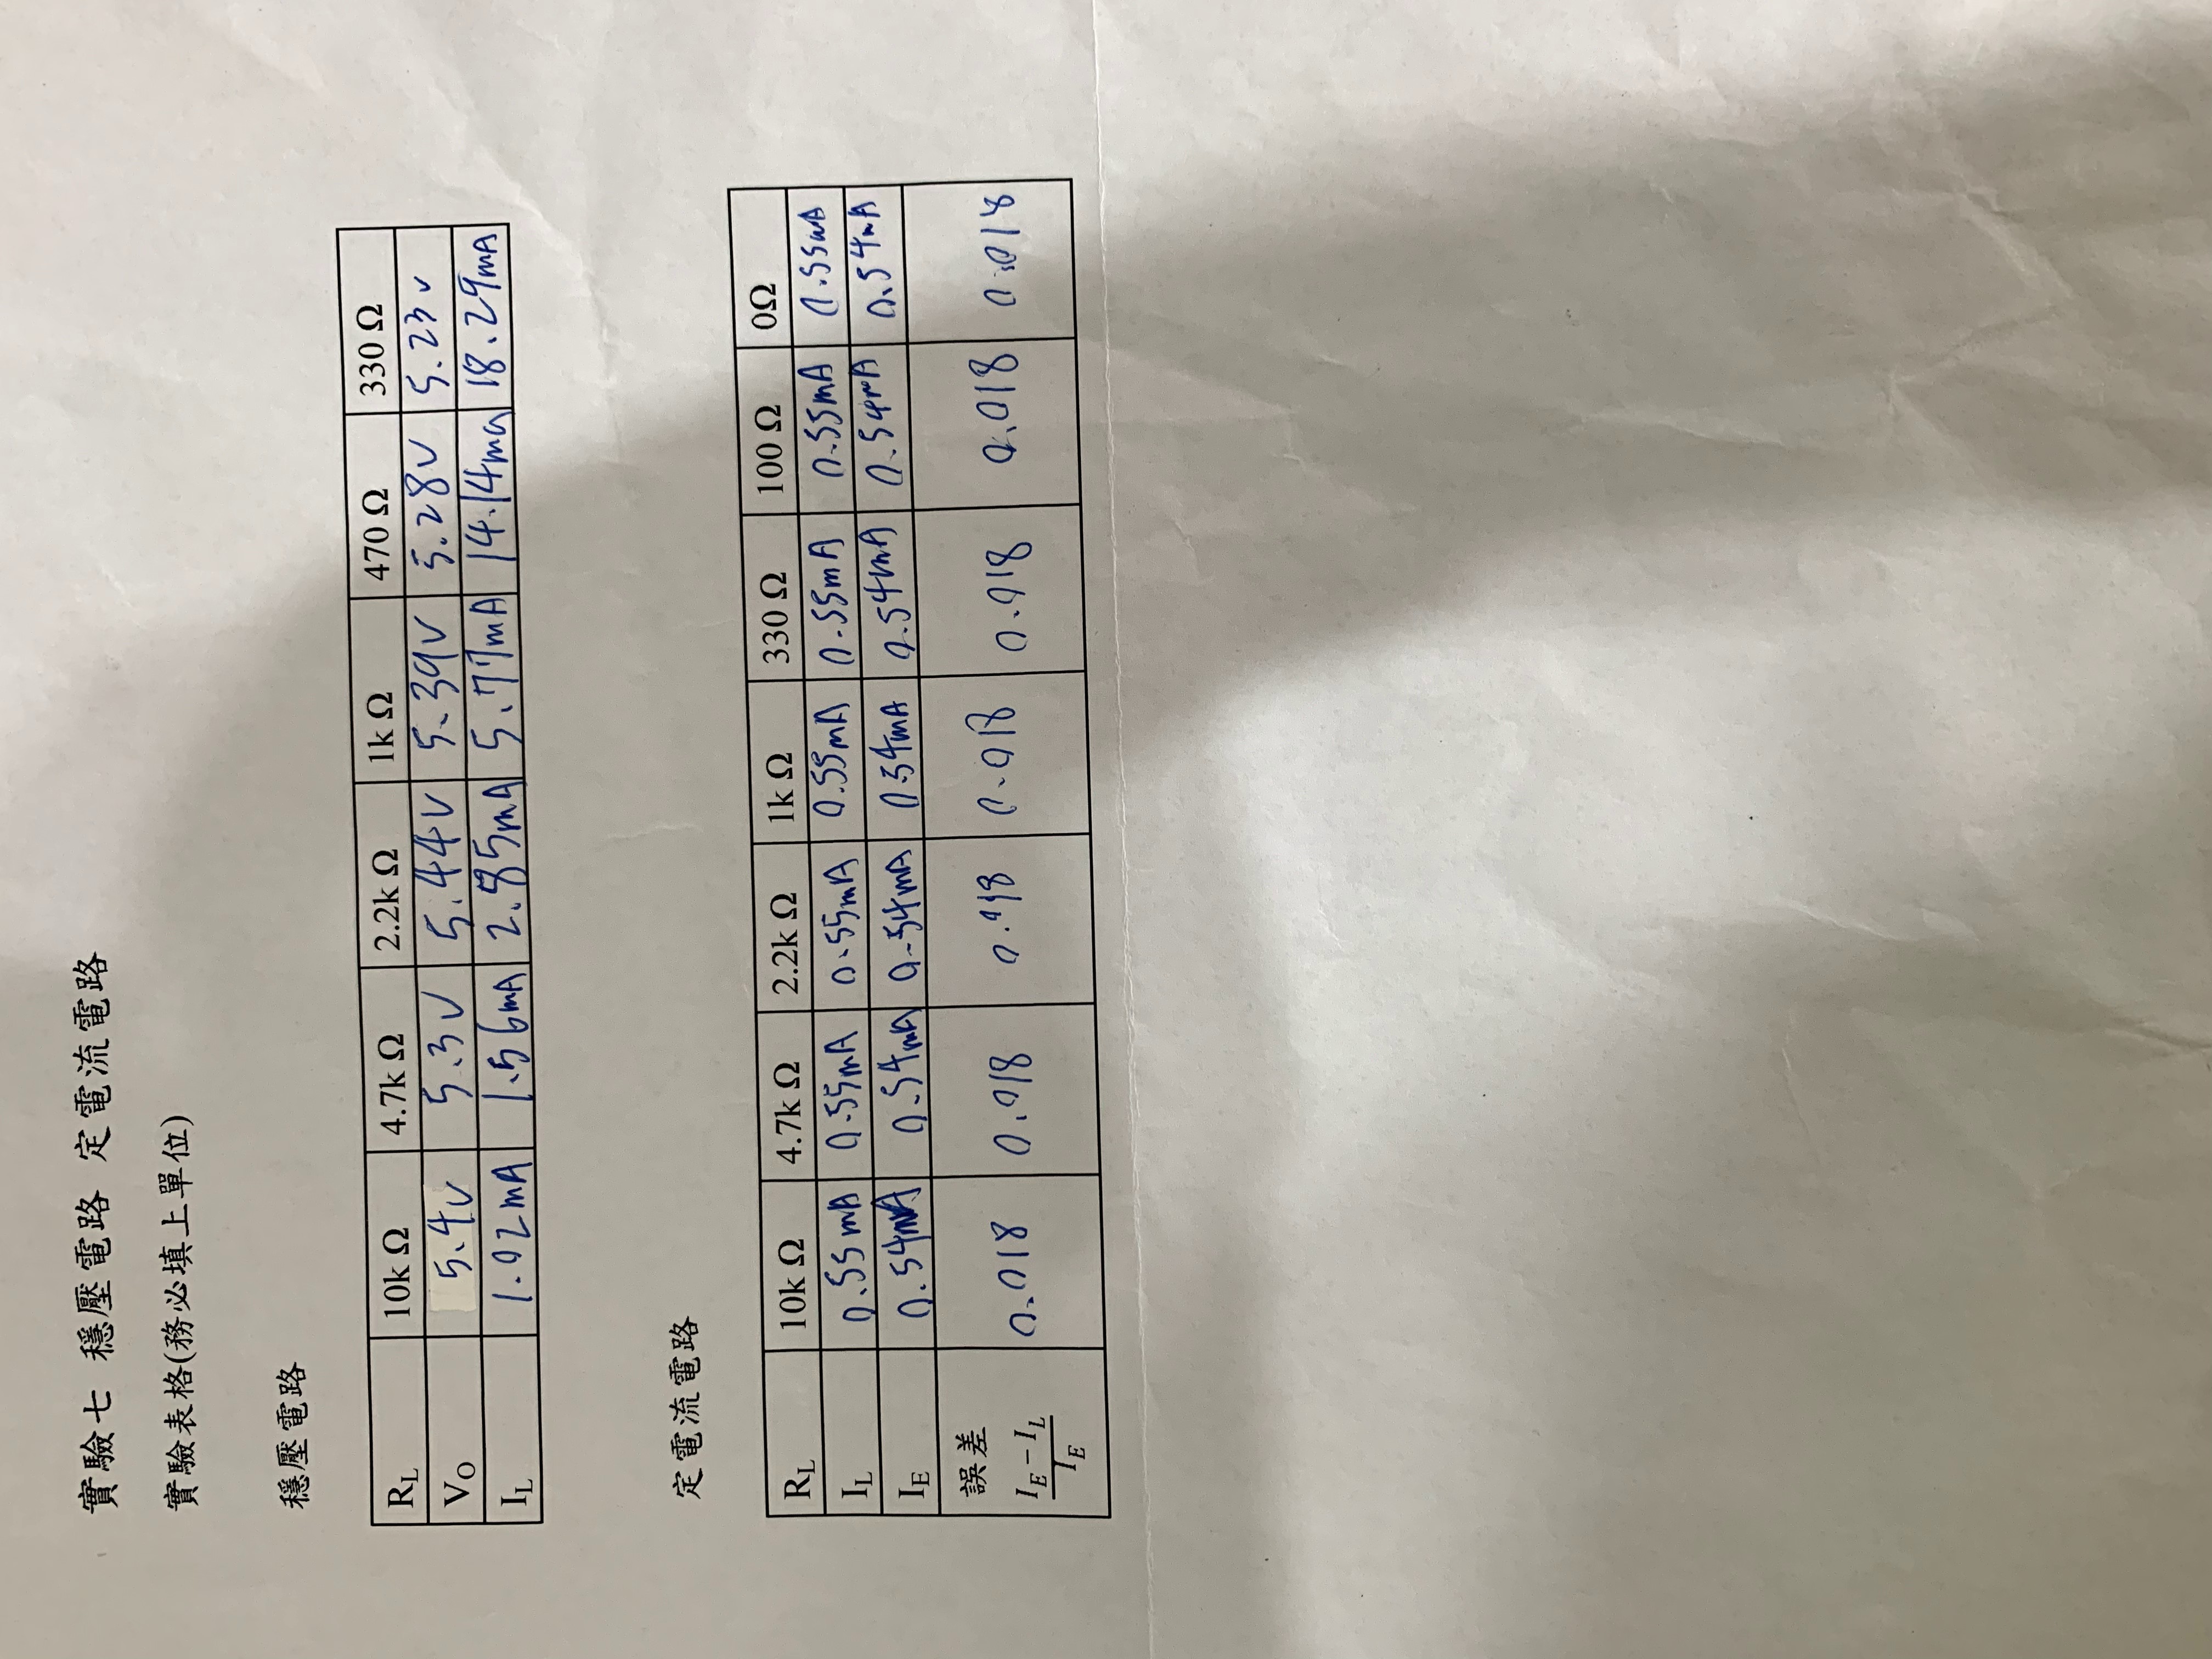 實驗七 穩壓電路 定電流電路
實驗表格(務必填上單位)
穩壓電路
R_L 10k Ω 4.7k Ω 2.2k Ω 1k Ω 470 Ω 330 Ω
V_O 5.4v 5.3V 5.44V 5.39V 5.28V 5.23v
I_L 1.02mA 1.56mA 2.85mA 5.77mA 14.14ma 18.29mA
定電流電路
R_L 10k Ω 4.7k Ω 2.2k Ω 1k Ω 330 Ω 100 Ω 0Ω
I_L 0.55mA 0.55mA 0.55mA 0.55mA 0.55mA 0.55mA 0.55mA
I_E 0.54mA 0.54mA 0.54mA 0.54mA 0.54mA 0.54mA 0.54mA
誤差
I_E – I_L 0.018 0.018 0.018 0.018 0.018 0.018 0.018
I_E